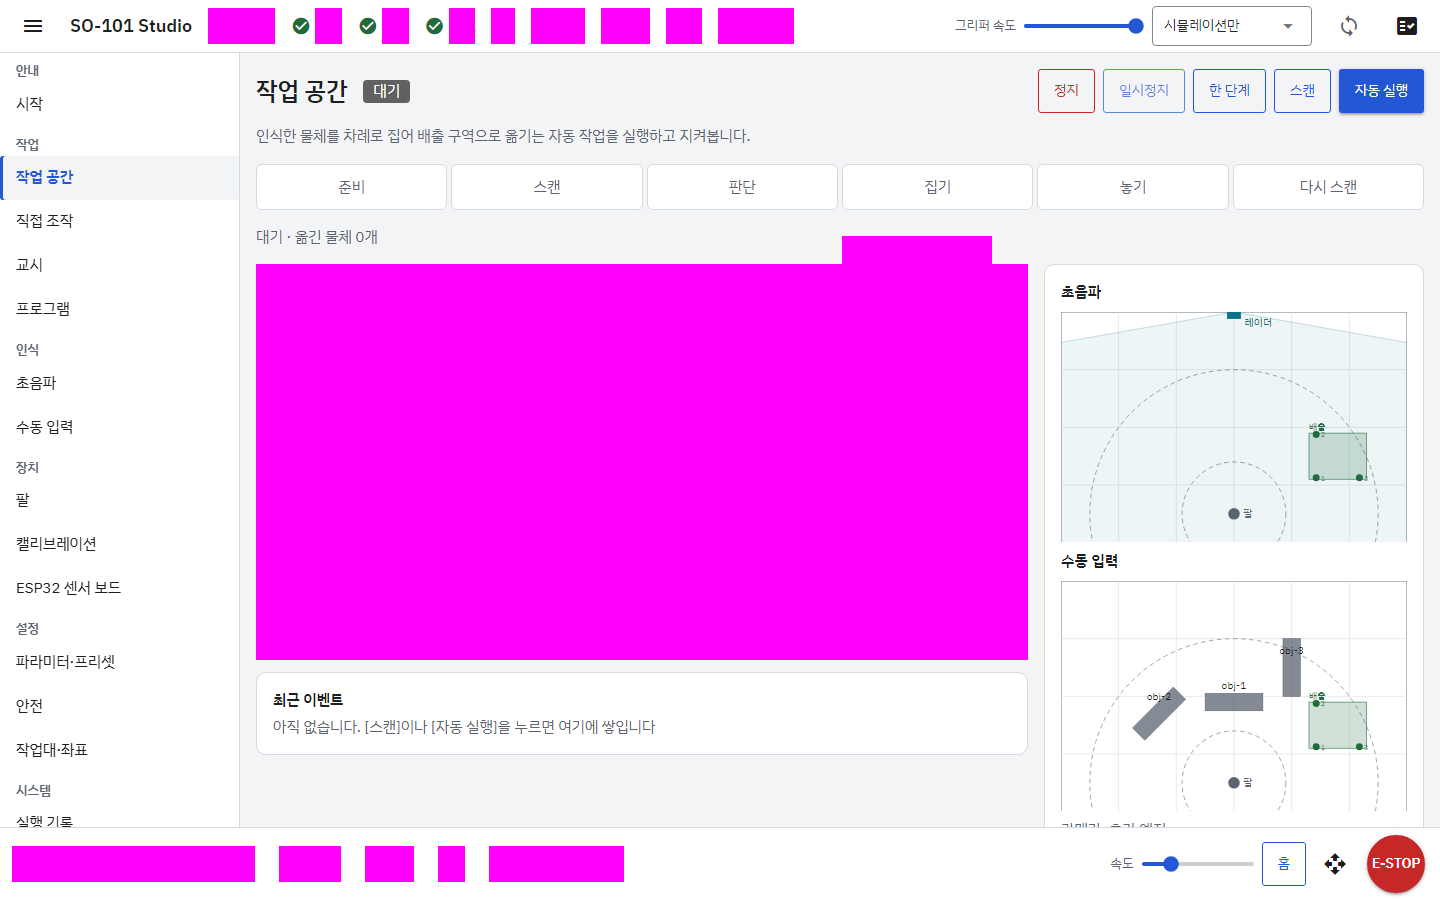 SO-101 Studio
그리퍼 속도
시뮬레이션만
안내
시작
작업
작업 공간
직접 조작
교시
프로그램
인식
초음파
수동 입력
장치
팔
캘리브레이션
ESP32 센서 보드
설정
파라미터·프리셋
안전
작업대·좌표
시스템
실행 기록
작업 공간
대기
정지
일시정지
한 단계
스캔
자동 실행
인식한 물체를 차례로 집어 배출 구역으로 옮기는 자동 작업을 실행하고 지켜봅니다.
준비
스캔
판단
집기
놓기
다시 스캔
대기 · 옮긴 물체 0개
최근 이벤트
아직 없습니다. [스캔]이나 [자동 실행]을 누르면 여기에 쌓입니다
초음파
레이더
배출
2
1
3
팔
수동 입력
obj-3
obj-2
obj-1
배출
2
1
3
팔
속도
홈
E-STOP